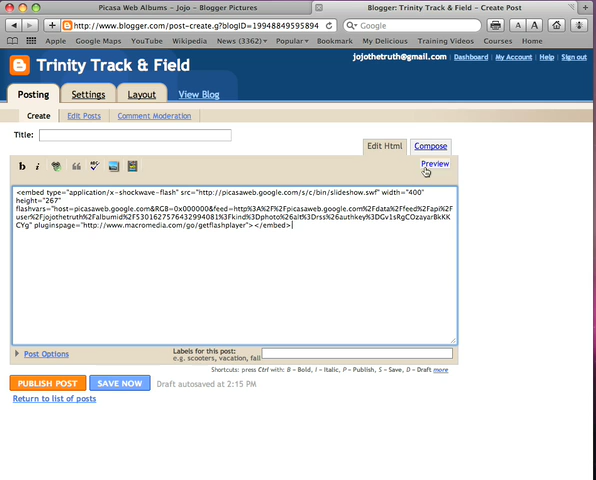 Picasa Web Albums – Jojo – Blogger Pictures
Blogger: Trinity Track & Field – Create Post
http://www.blogger.com/post-create.g?blogID=19948849595894
Google
Apple Google Maps YouTube Wikipedia News (3362) Popular Bookmark My Delicious Training Videos Current
Trinity Track & Field
jojothetruth@gmail.com Dashboard My Account Help Sign out
Posting Settings Layout View Blog
Create Edit Posts Comment Moderation
Title:
Edit Html Compose
b i ABC
Preview
<embed type="application/x-shockwave-flash" src="http://picasaweb.google.com/s/c/bin/slideshow.swf" width="400"
height="267"
flashvars="host=picasaweb.google.com&RGB=0x000000&feed=http%3A%2F%2Fpicasaweb.google.com%2Fdata%2Ffeed%2Fapi%2F
user%2Fjojothetruth%2Falbumid%2F5301627576432994081%3Fkind%3Dphoto%26alt%3Drss%26authkey%3DGv1sRgCOzayarBkKK
CYg" pluginspage="http://www.macromedia.com/go/getflashplayer"></embed>
Post Options
Labels for this post:
e.g. scooters, vacation, fall
Shortcuts: press Ctrl with: B = Bold, I = Italic, P = Publish, S = Save, D = Draft more
PUBLISH POST SAVE NOW Draft autosaved at 2:15 PM
Return to list of posts